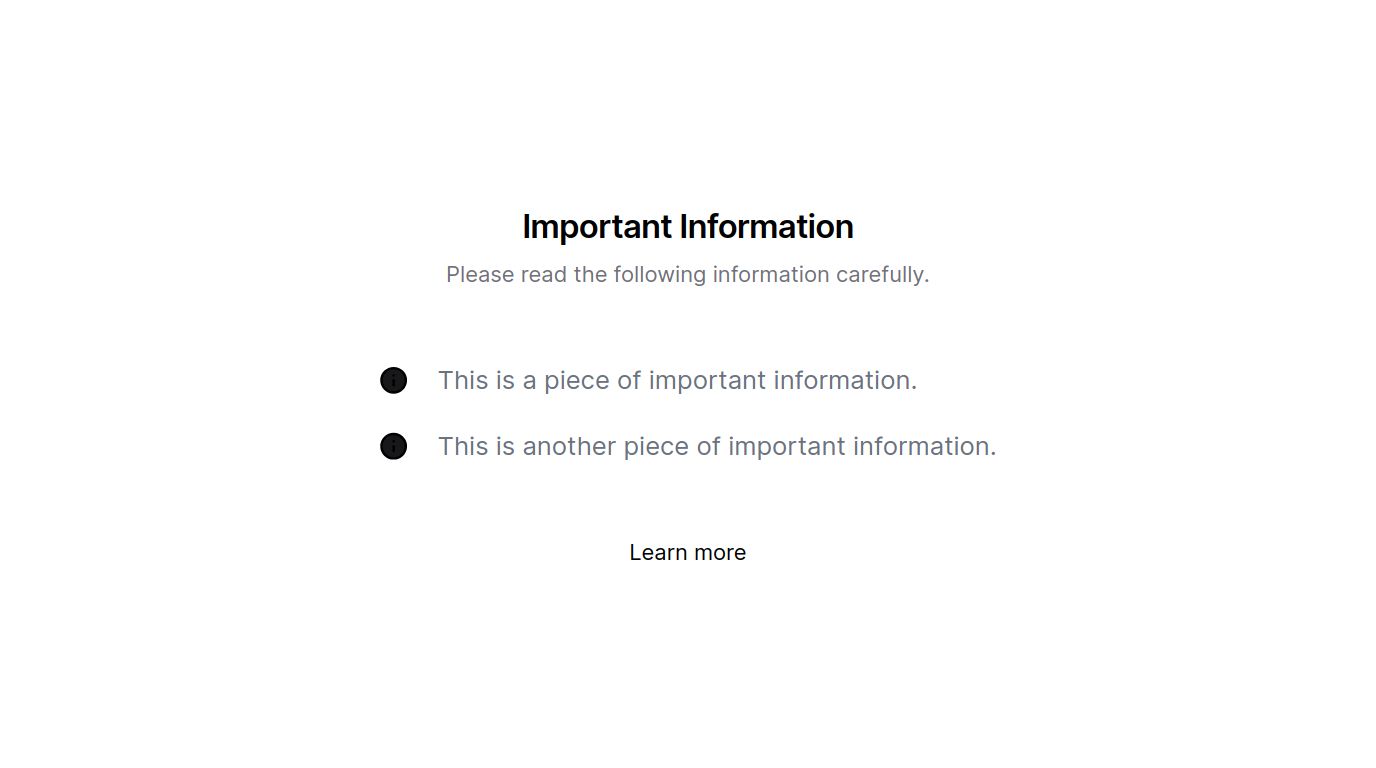 Important Information
Please read the following information carefully.
This is a piece of important information.
This is another piece of important information.
Learn more